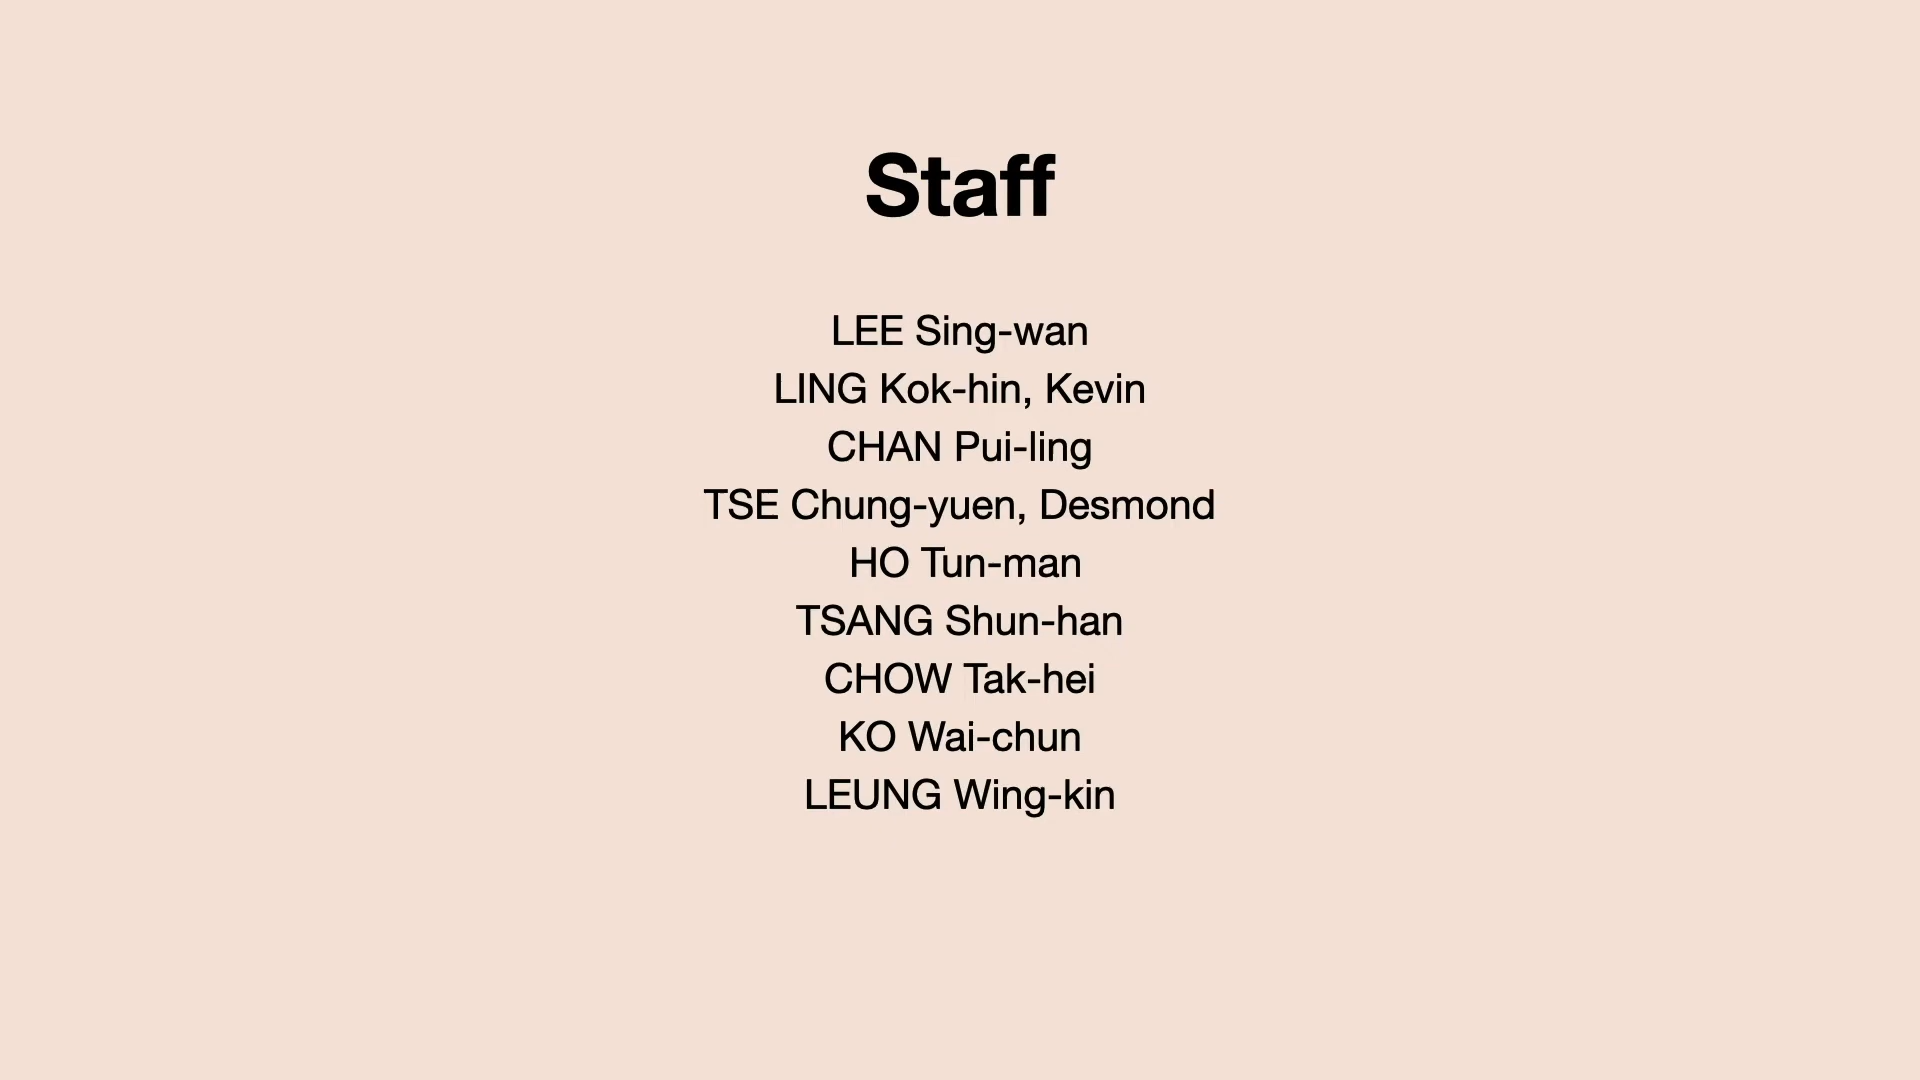 Staff
LEE Sing-wan
LING Kok-hin, Kevin
CHAN Pui-ling
TSE Chung-yuen, Desmond
HO Tun-man
TSANG Shun-han
CHOW Tak-hei
KO Wai-chun
LEUNG Wing-kin